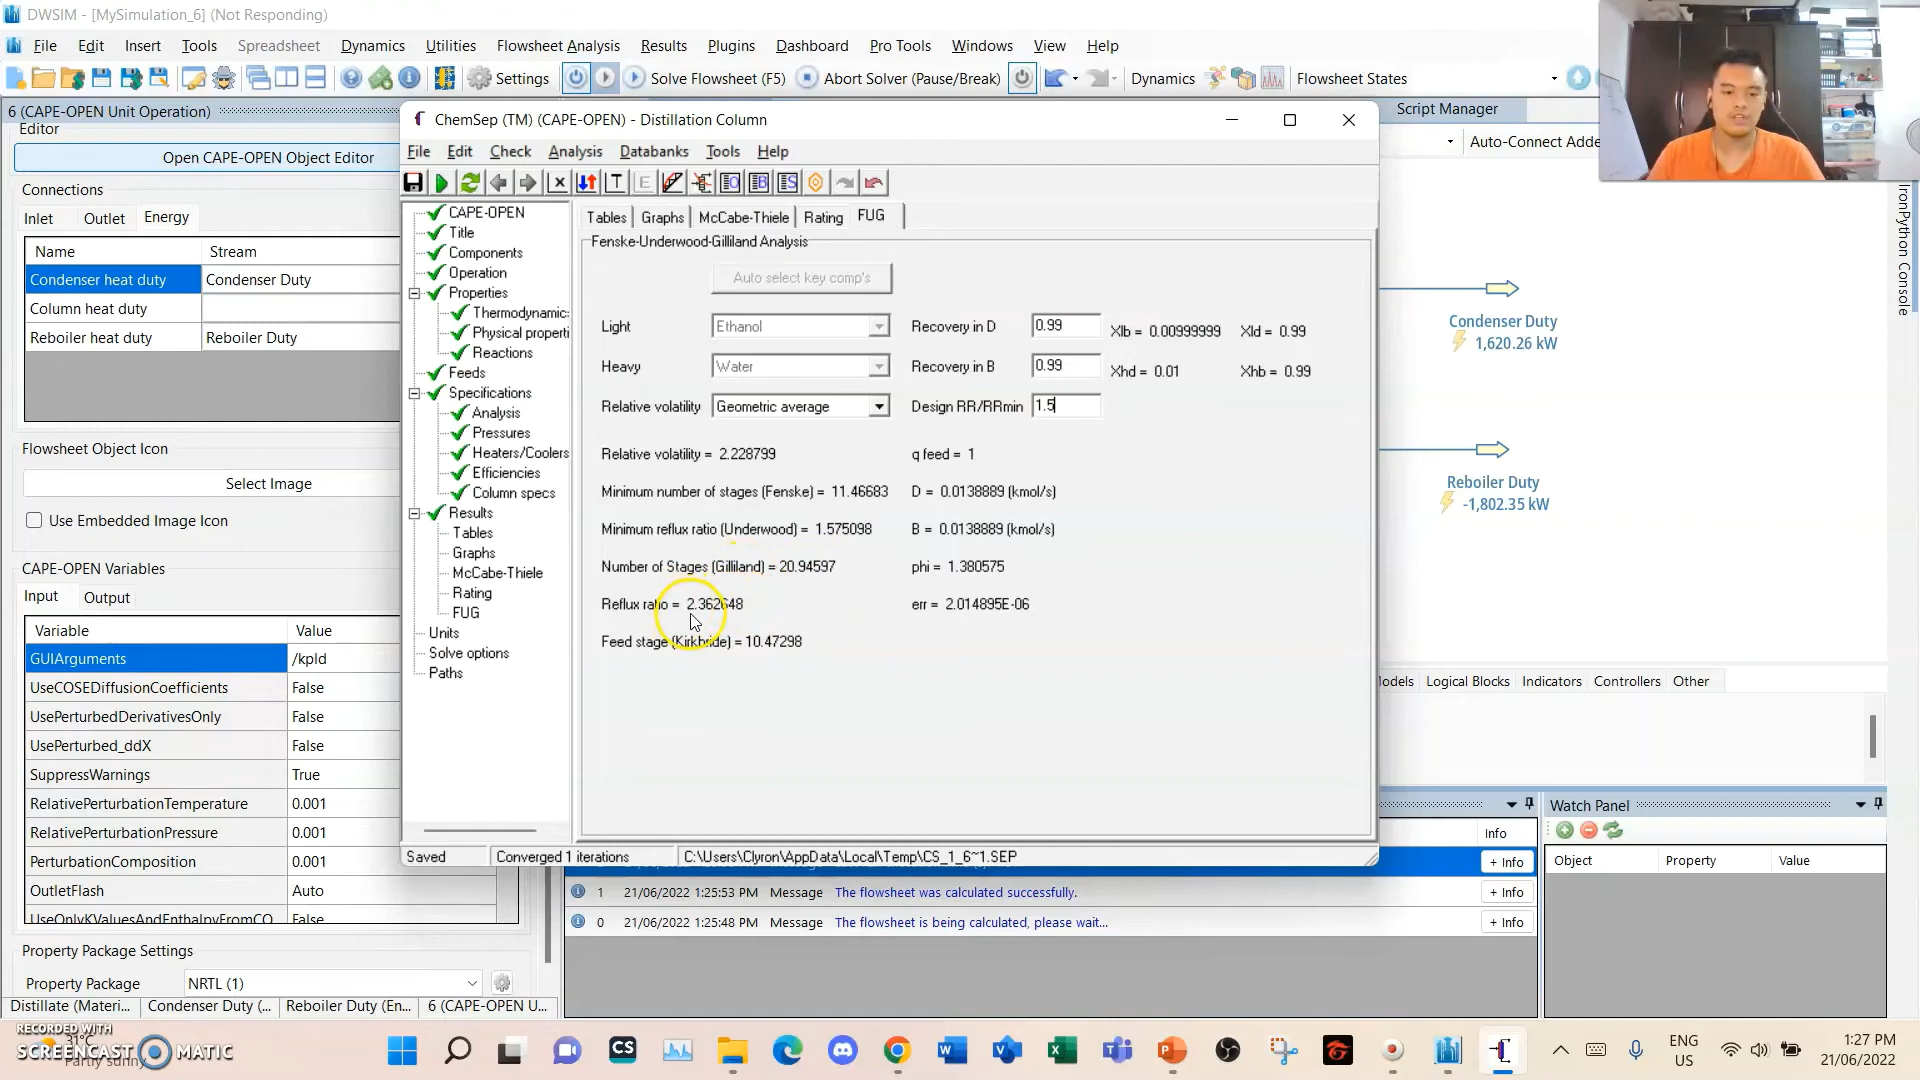 DWSIM - [MySimulation_6] (Not Responding)
File Edit Insert Tools Spreadsheet Dynamics Utilities Flowsheet Analysis Results Plugins Dashboard Pro Tools Windows View Help
Settings Solve Flowsheet (F5) Abort Solver (Pause/Break) Dynamics Flowsheet States
6 (CAPE-OPEN Unit Operation)
Editor
Open CAPE-OPEN Object Editor
Connections
Inlet Outlet Energy
Name Stream
Condenser heat duty Condenser Duty
Column heat duty
Reboiler heat duty Reboiler Duty
Flowsheet Object Icon
Select Image
Use Embedded Image Icon
CAPE-OPEN Variables
Input Output
Variable Value
GUIArguments /kpld
UseCOSEDiffusionCoefficients False
UsePerturbedDerivativesOnly False
UsePerturbed_ddX False
SuppressWarnings True
RelativePerturbationTemperature 0.001
RelativePerturbationPressure 0.001
PerturbationComposition 0.001
OutletFlash Auto
UseOnlyKValuesAndEnthalpyFromCO False
Property Package Settings
Property Package NRTL (1)
Distillate (Materi... Condenser Duty (... Reboiler Duty (En... 6 (CAPE-OPEN U...
ChemSep (TM) (CAPE-OPEN) - Distillation Column
File Edit Check Analysis Databanks Tools Help
CAPE-OPEN
Title
Components
Operation
Properties
Thermodynamic
Physical properti
Reactions
Feeds
Specifications
Analysis
Pressures
Heaters/Coolers
Efficiencies
Column specs
Results
Tables
Graphs
McCabe-Thiele
Rating
FUG
Units
Solve options
Paths
Tables Graphs McCabe-Thiele Rating FUG
Fenske-Underwood-Gilliland Analysis
Auto select key comp's
Light Ethanol Recovery in D 0.99 Xlb = 0.00999999 Xld = 0.99
Heavy Water Recovery in B 0.99 Xhd = 0.01 Xhb = 0.99
Relative volatility Geometric average Design RR/RRmin 1.5
Relative volatility = 2.228799 q feed = 1
Minimum number of stages (Fenske) = 11.46683 D = 0.0138889 (kmol/s)
Minimum reflux ratio (Underwood) = 1.575098 B = 0.0138889 (kmol/s)
Number of Stages (Gilliland) = 20.94597 phi = 1.380575
Reflux ratio = 2.362648 err = 2.014895E-06
Feed stage (Kirkbride) = 10.47298
Saved Converged 1 iterations C:\Users\Clyron\AppData\Local\Temp\CS_1_6~1.SEP
Script Manager
Auto-Connect Adde
IronPython Console
Condenser Duty
1,620.26 kW
Reboiler Duty
-1,802.35 kW
Models Logical Blocks Indicators Controllers Other
Info
+ Info
1 21/06/2022 1:25:53 PM Message The flowsheet was calculated successfully. + Info
0 21/06/2022 1:25:48 PM Message The flowsheet is being calculated, please wait... + Info
Watch Panel
Object Property Value
RECORDED WITH
SCREENCAST MATIC
31°C
Partly sunny
CS
ENG
US
1:27 PM
21/06/2022